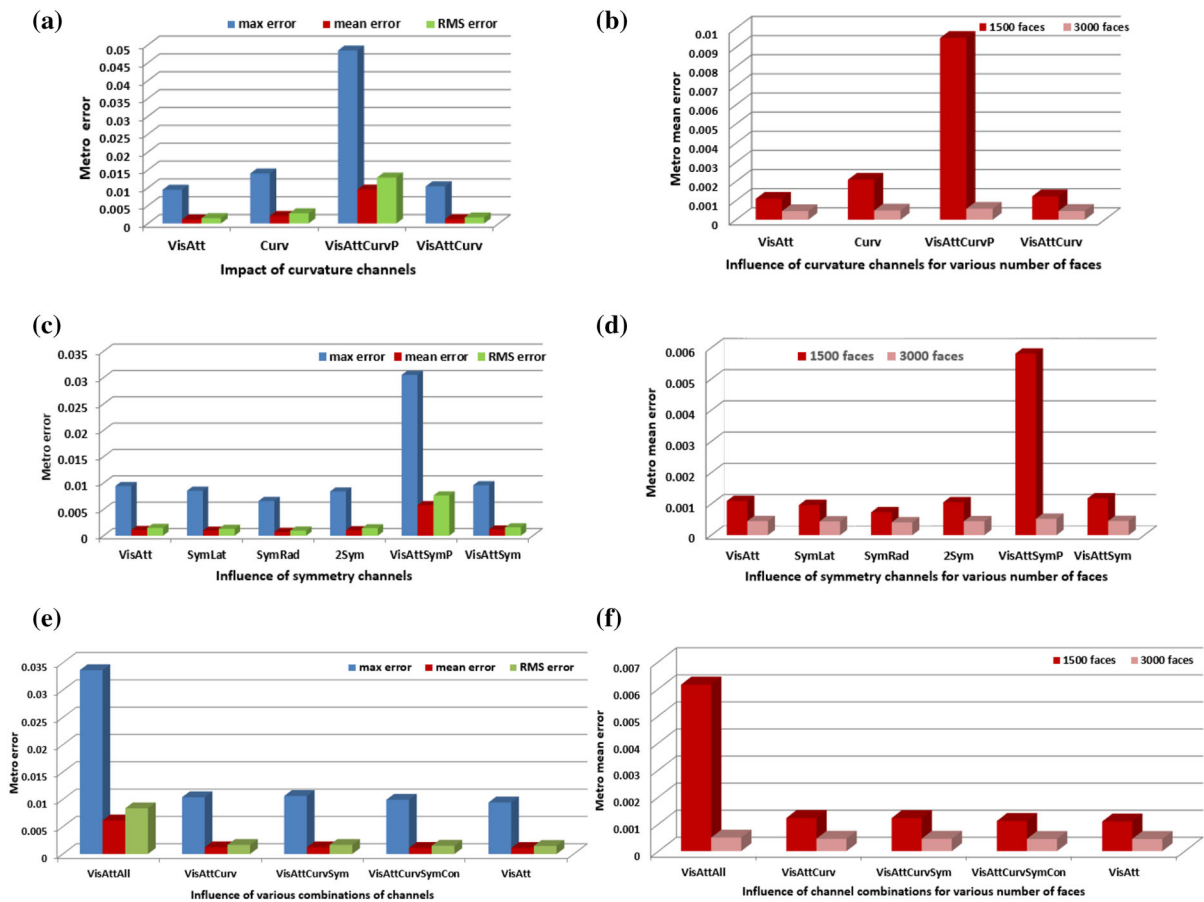 (a)
max error mean error RMS error
0.05
0.045
0.04
0.035
0.03
0.025
0.02
0.015
0.01
0.005
0
Metro error
VisAtt Curv VisAttCurvP VisAttCurv
Impact of curvature channels
(b)
1500 faces 3000 faces
0.01
0.009
0.008
0.007
0.006
0.005
0.004
0.003
0.002
0.001
0
Metro mean error
VisAtt Curv VisAttCurvP VisAttCurv
Influence of curvature channels for various number of faces
(c)
max error mean error RMS error
0.035
0.03
0.025
0.02
0.015
0.01
0.005
0
Metro error
VisAtt SymLat SymRad 2Sym VisAttSymP VisAttSym
Influence of symmetry channels
(d)
1500 faces 3000 faces
0.006
0.005
0.004
0.003
0.002
0.001
0
Metro mean error
VisAtt SymLat SymRad 2Sym VisAttSymP VisAttSym
Influence of symmetry channels for various number of faces
(e)
max error mean error RMS error
0.035
0.03
0.025
0.02
0.015
0.01
0.005
0
Metro error
VisAttAll VisAttCurv VisAttCurvSym VisAttCurvSymCon VisAtt
Influence of various combinations of channels
(f)
1500 faces 3000 faces
0.007
0.006
0.005
0.004
0.003
0.002
0.001
0
Metro mean error
VisAttAll VisAttCurv VisAttCurvSym VisAttCurvSymCon VisAtt
Influence of channel combinations for various number of faces